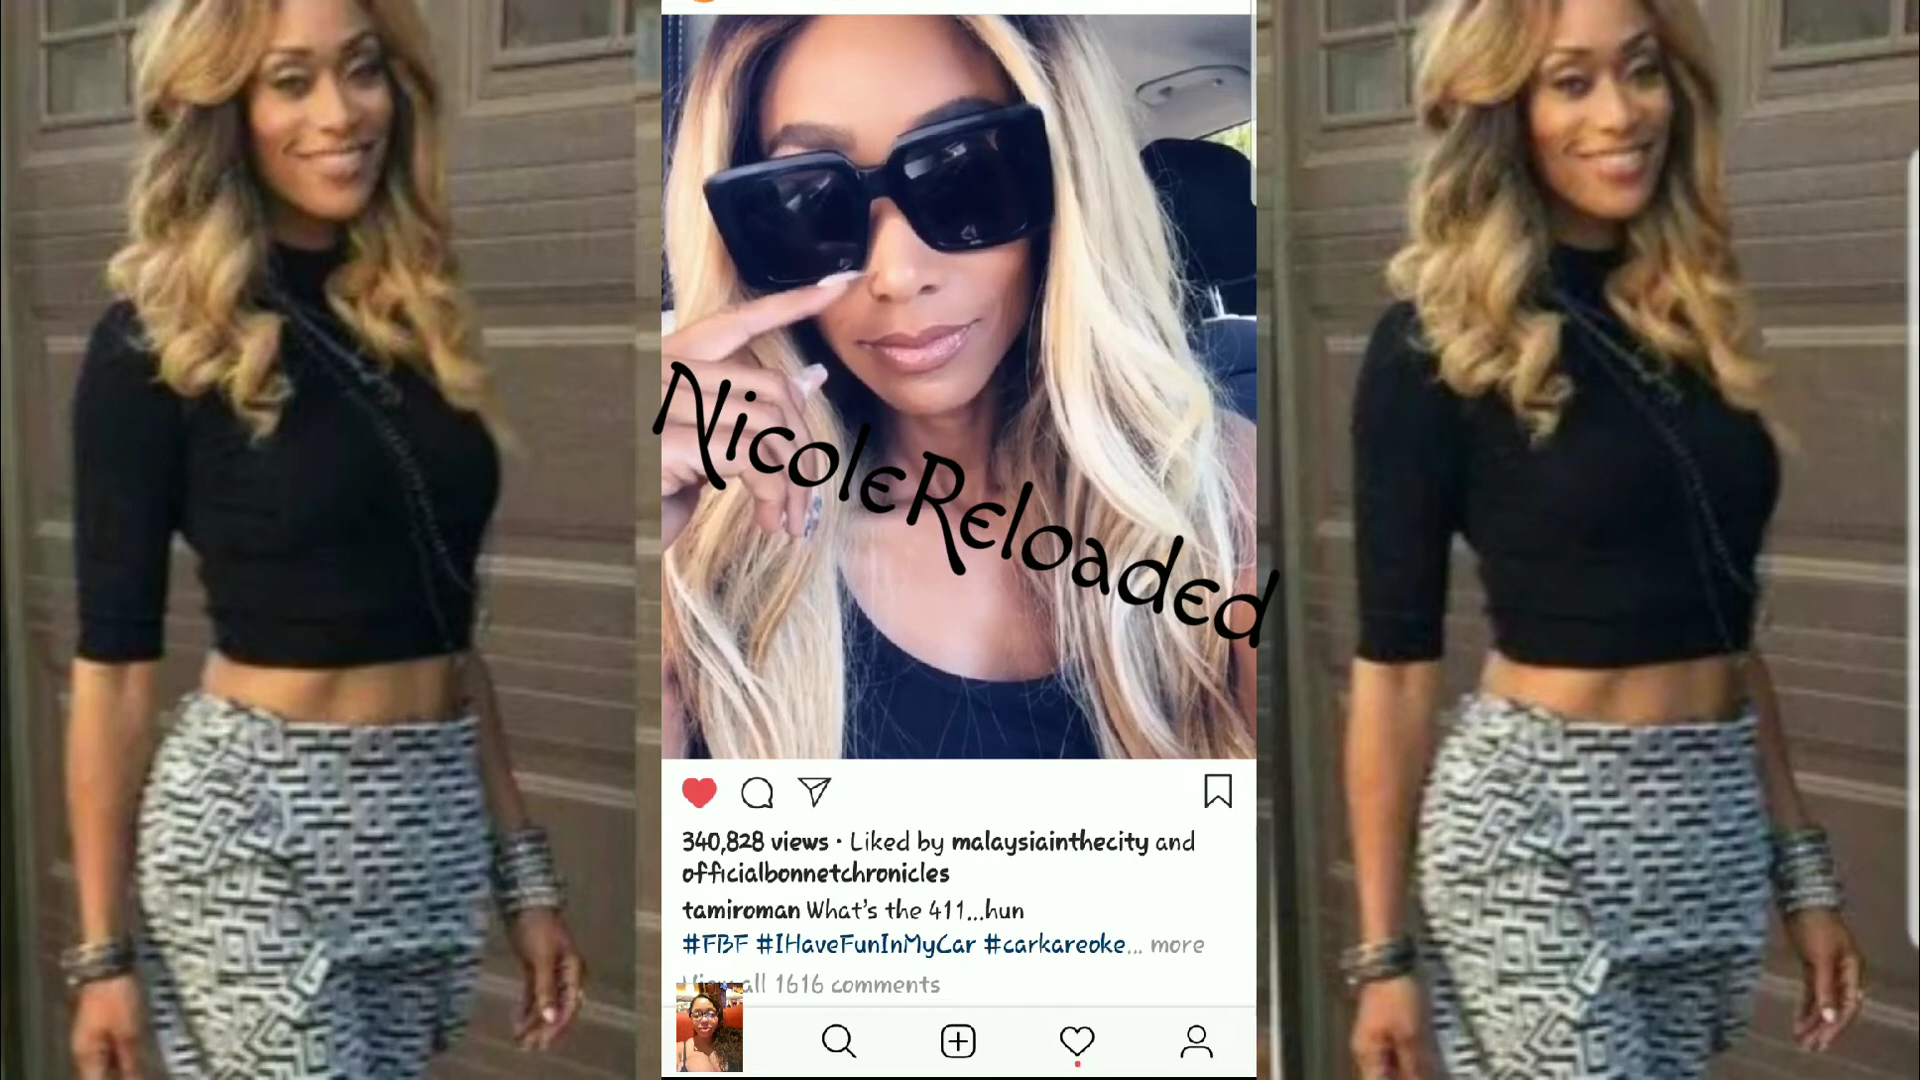 NicoleReloaded
340,828 views · Liked by malaysiainthecity and
officialbonnetchronicles
tamiroman What's the 411...hun
#FBF #IHaveFunInMyCar #carkareoke... more
all 1616 comments